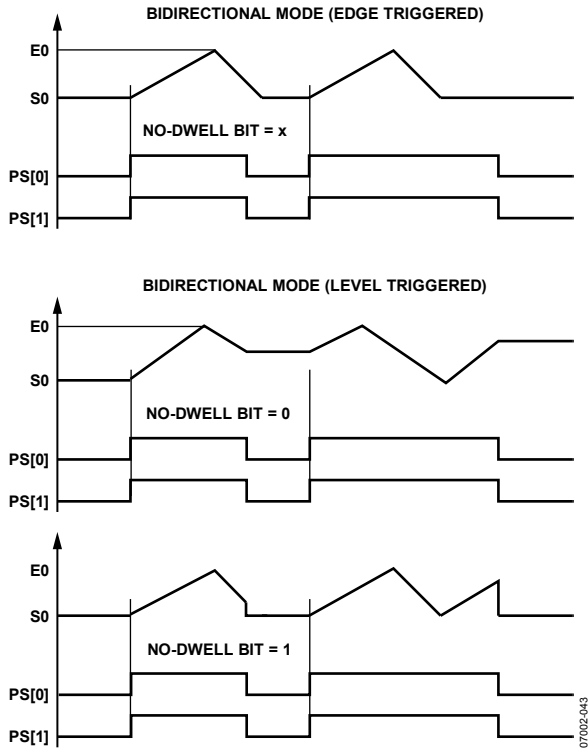 BIDIRECTIONAL MODE (EDGE TRIGGERED)
E0
S0
NO-DWELL BIT = x
PS[0]
PS[1]
BIDIRECTIONAL MODE (LEVEL TRIGGERED)
E0
S0
NO-DWELL BIT = 0
PS[0]
PS[1]
E0
S0
NO-DWELL BIT = 1
PS[0]
PS[1]
07002-043